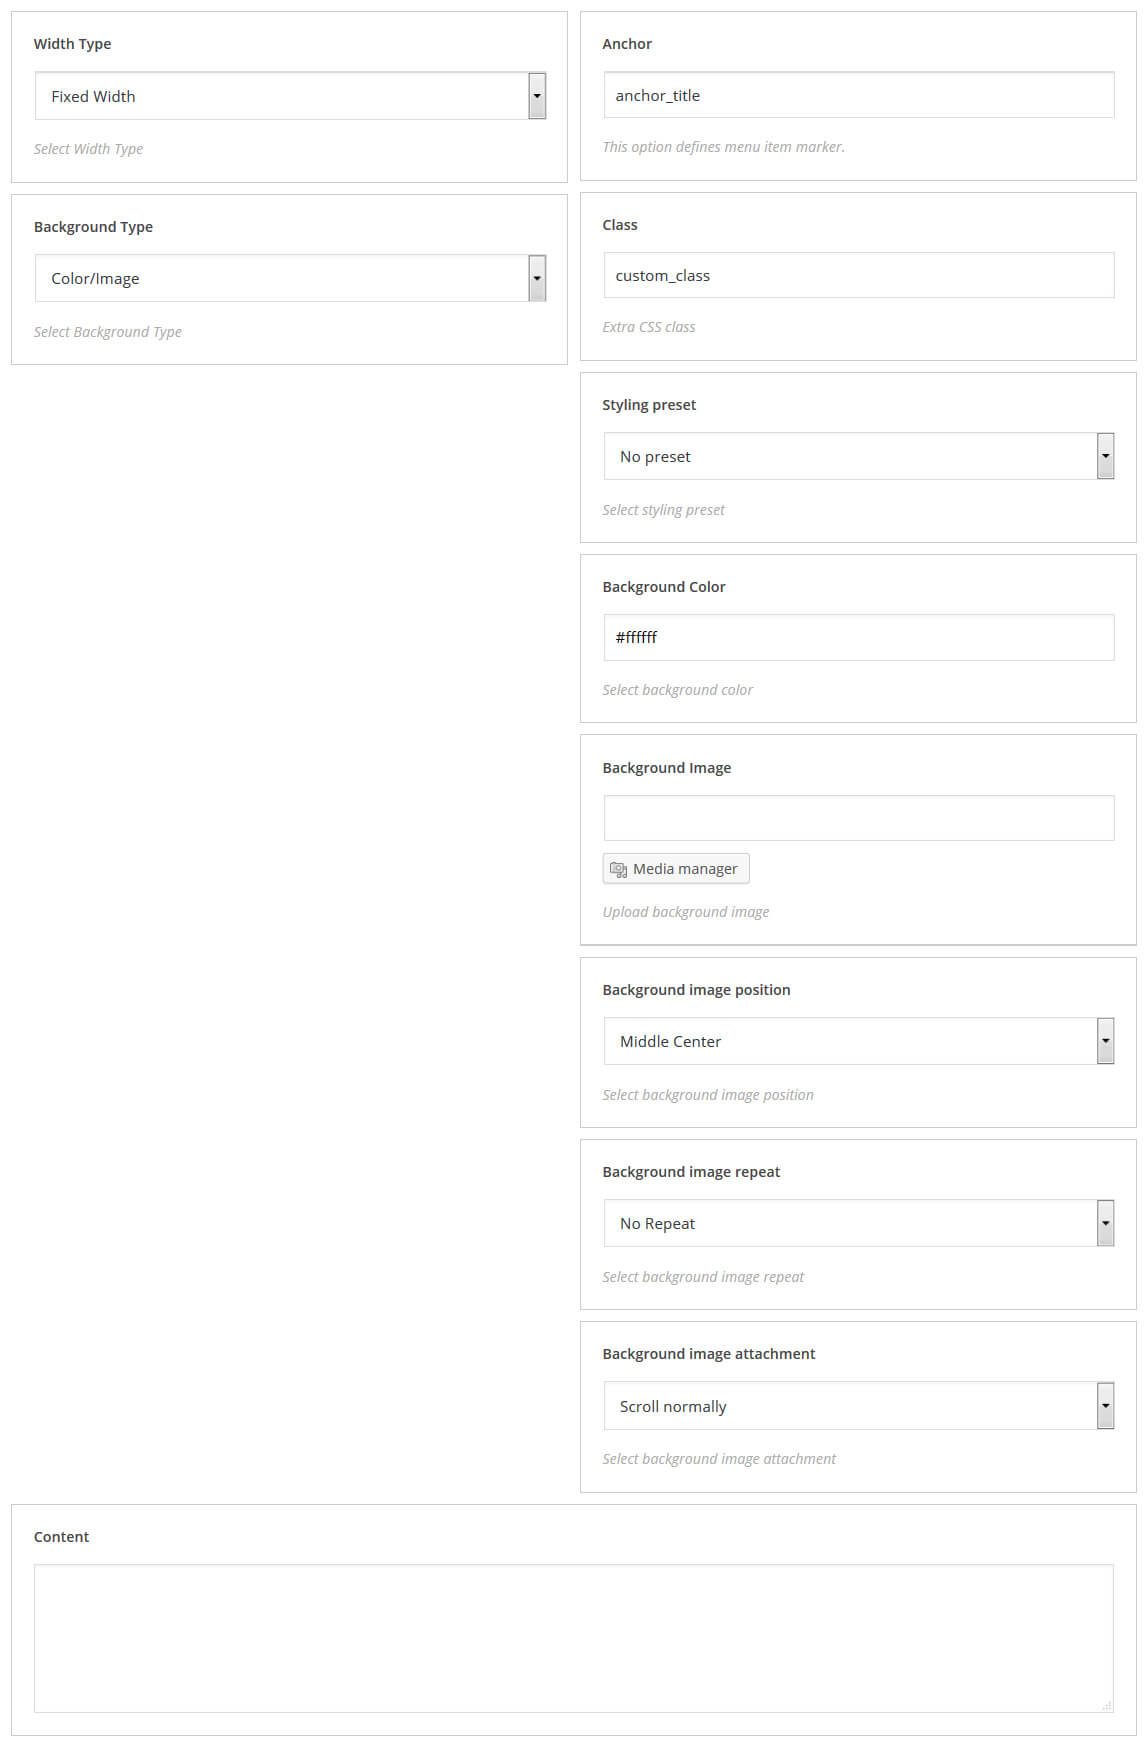 Width Type
Fixed Width
Select Width Type
Background Type
Color/Image
Select Background Type
Anchor
anchor_title
This option defines menu item marker.
Class
custom_class
Extra CSS class
Styling preset
No preset
Select styling preset
Background Color
#ffffff
Select background color
Background Image
Media manager
Upload background image
Background image position
Middle Center
Select background image position
Background image repeat
No Repeat
Select background image repeat
Background image attachment
Scroll normally
Select background image attachment
Content